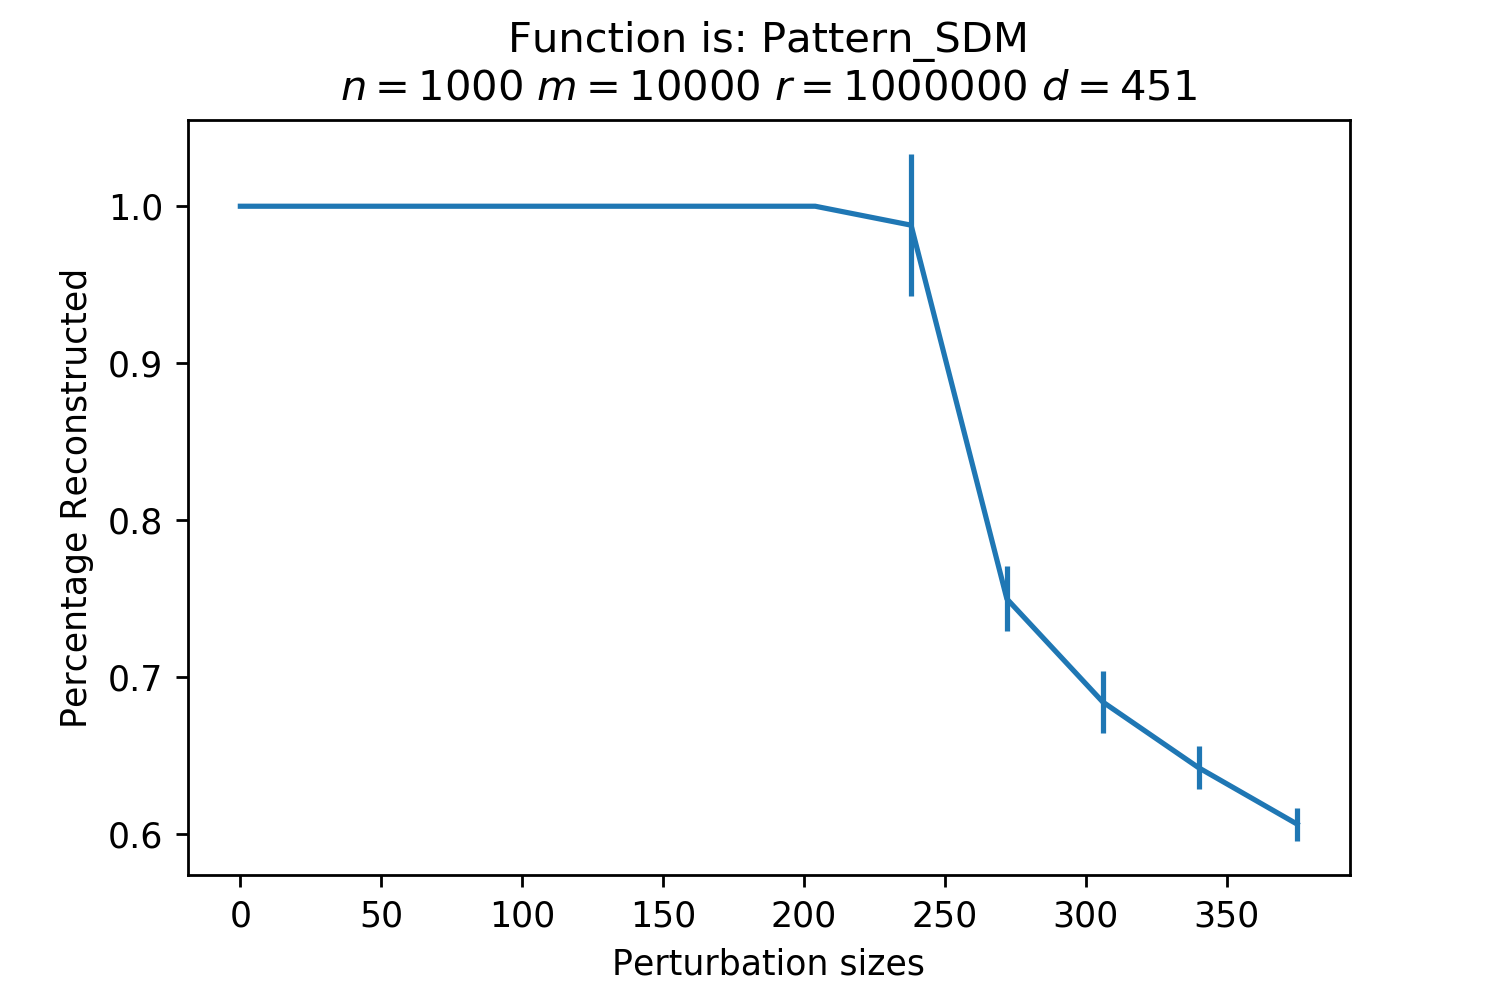 Function is: Pattern_SDM
n = 1000 m = 10000 r = 1000000 d = 451
Percentage Reconstructed
1.0
0.9
0.8
0.7
0.6
0 50 100 150 200 250 300 350
Perturbation sizes